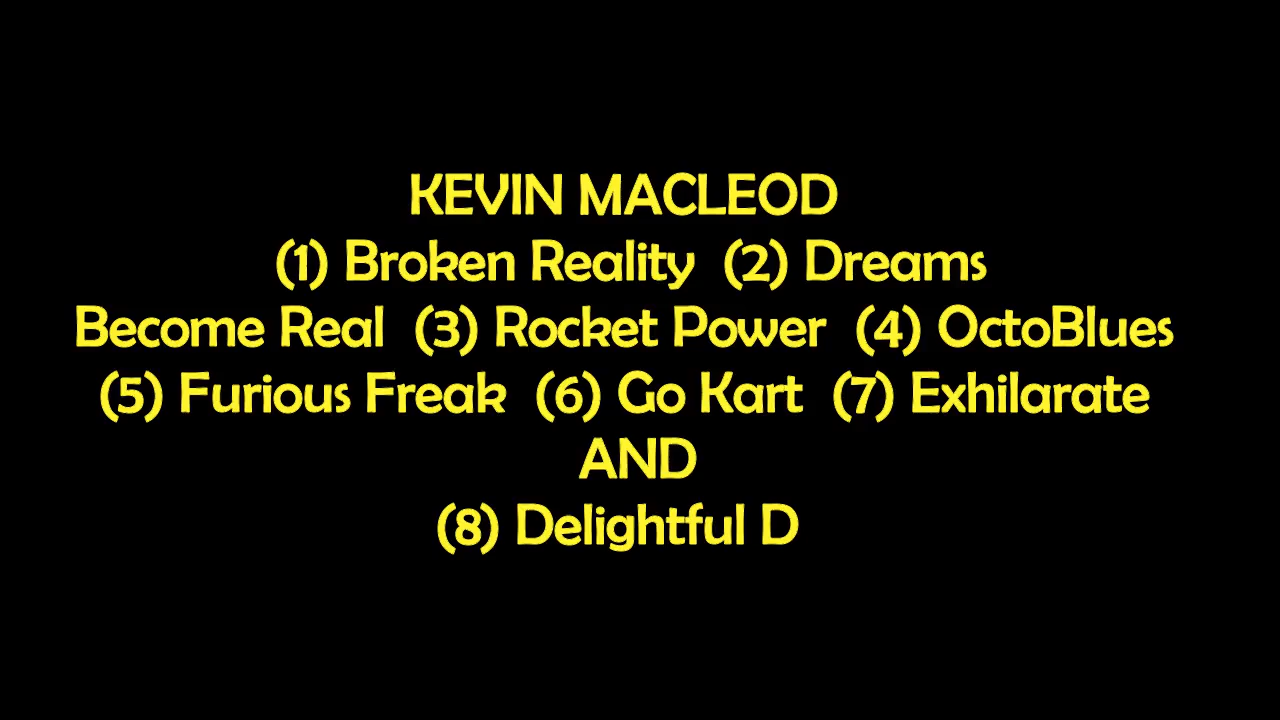 KEVIN MACLEOD
(1) Broken Reality (2) Dreams
Become Real (3) Rocket Power (4) OctoBlues
(5) Furious Freak (6) Go Kart (7) Exhilarate
AND
(8) Delightful D